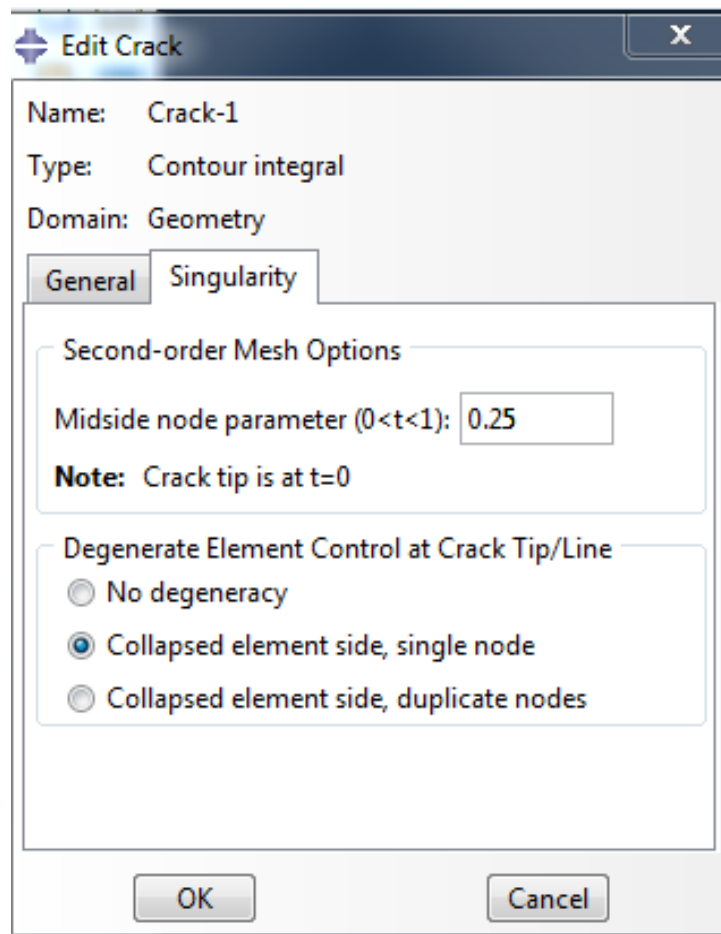 Edit Crack
X
Name: Crack-1
Type: Contour integral
Domain: Geometry
General Singularity
Second-order Mesh Options
Midside node parameter (0<t<1): 0.25
Note: Crack tip is at t=0
Degenerate Element Control at Crack Tip/Line
No degeneracy
Collapsed element side, single node
Collapsed element side, duplicate nodes
OK Cancel